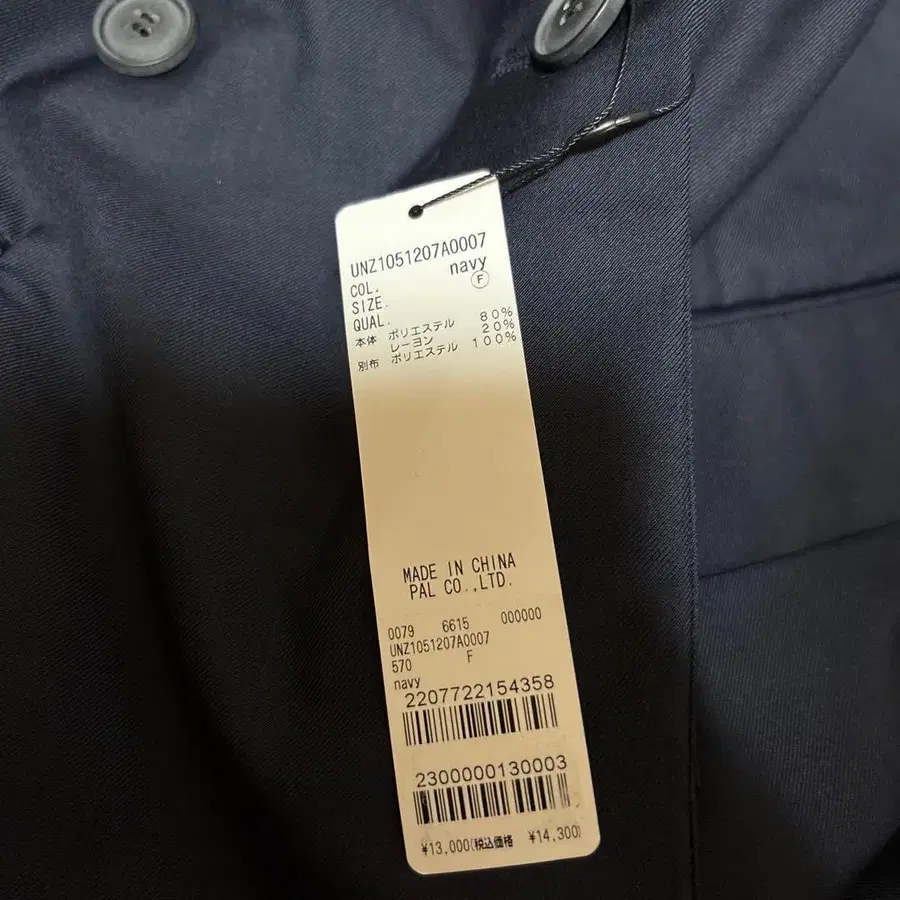 UNZ1051207A0007
COL. navy
SIZE. Ⓕ
QUAL.
本体 ポリエステル 80%
レーヨン 20%
別布 ポリエステル 100%
MADE IN CHINA
PAL CO.,LTD.
0079 6615 000000
UNZ1051207A0007
570 F
navy
2207722154358
2300000130003
¥13,000(税込価格 ¥14,300)